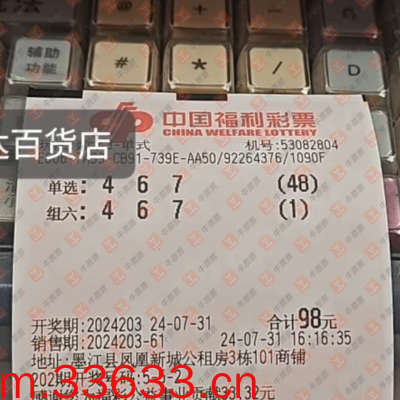 辅助
功能
#
*
/
D
达百货店
中国福利彩票
CHINA WELFARE LOTTERY
单式
机号:53082804
CB91-739E-AA50/92264376/1090F
单选: 4 6 7 (48)
组六: 4 6 7 (1)
开奖期:2024203 24-07-31 合计98元
销售期:2024203-61 24-07-31 16:16:35
地址:墨江县凤凰新城公租房3栋101商铺
m.33633.cn